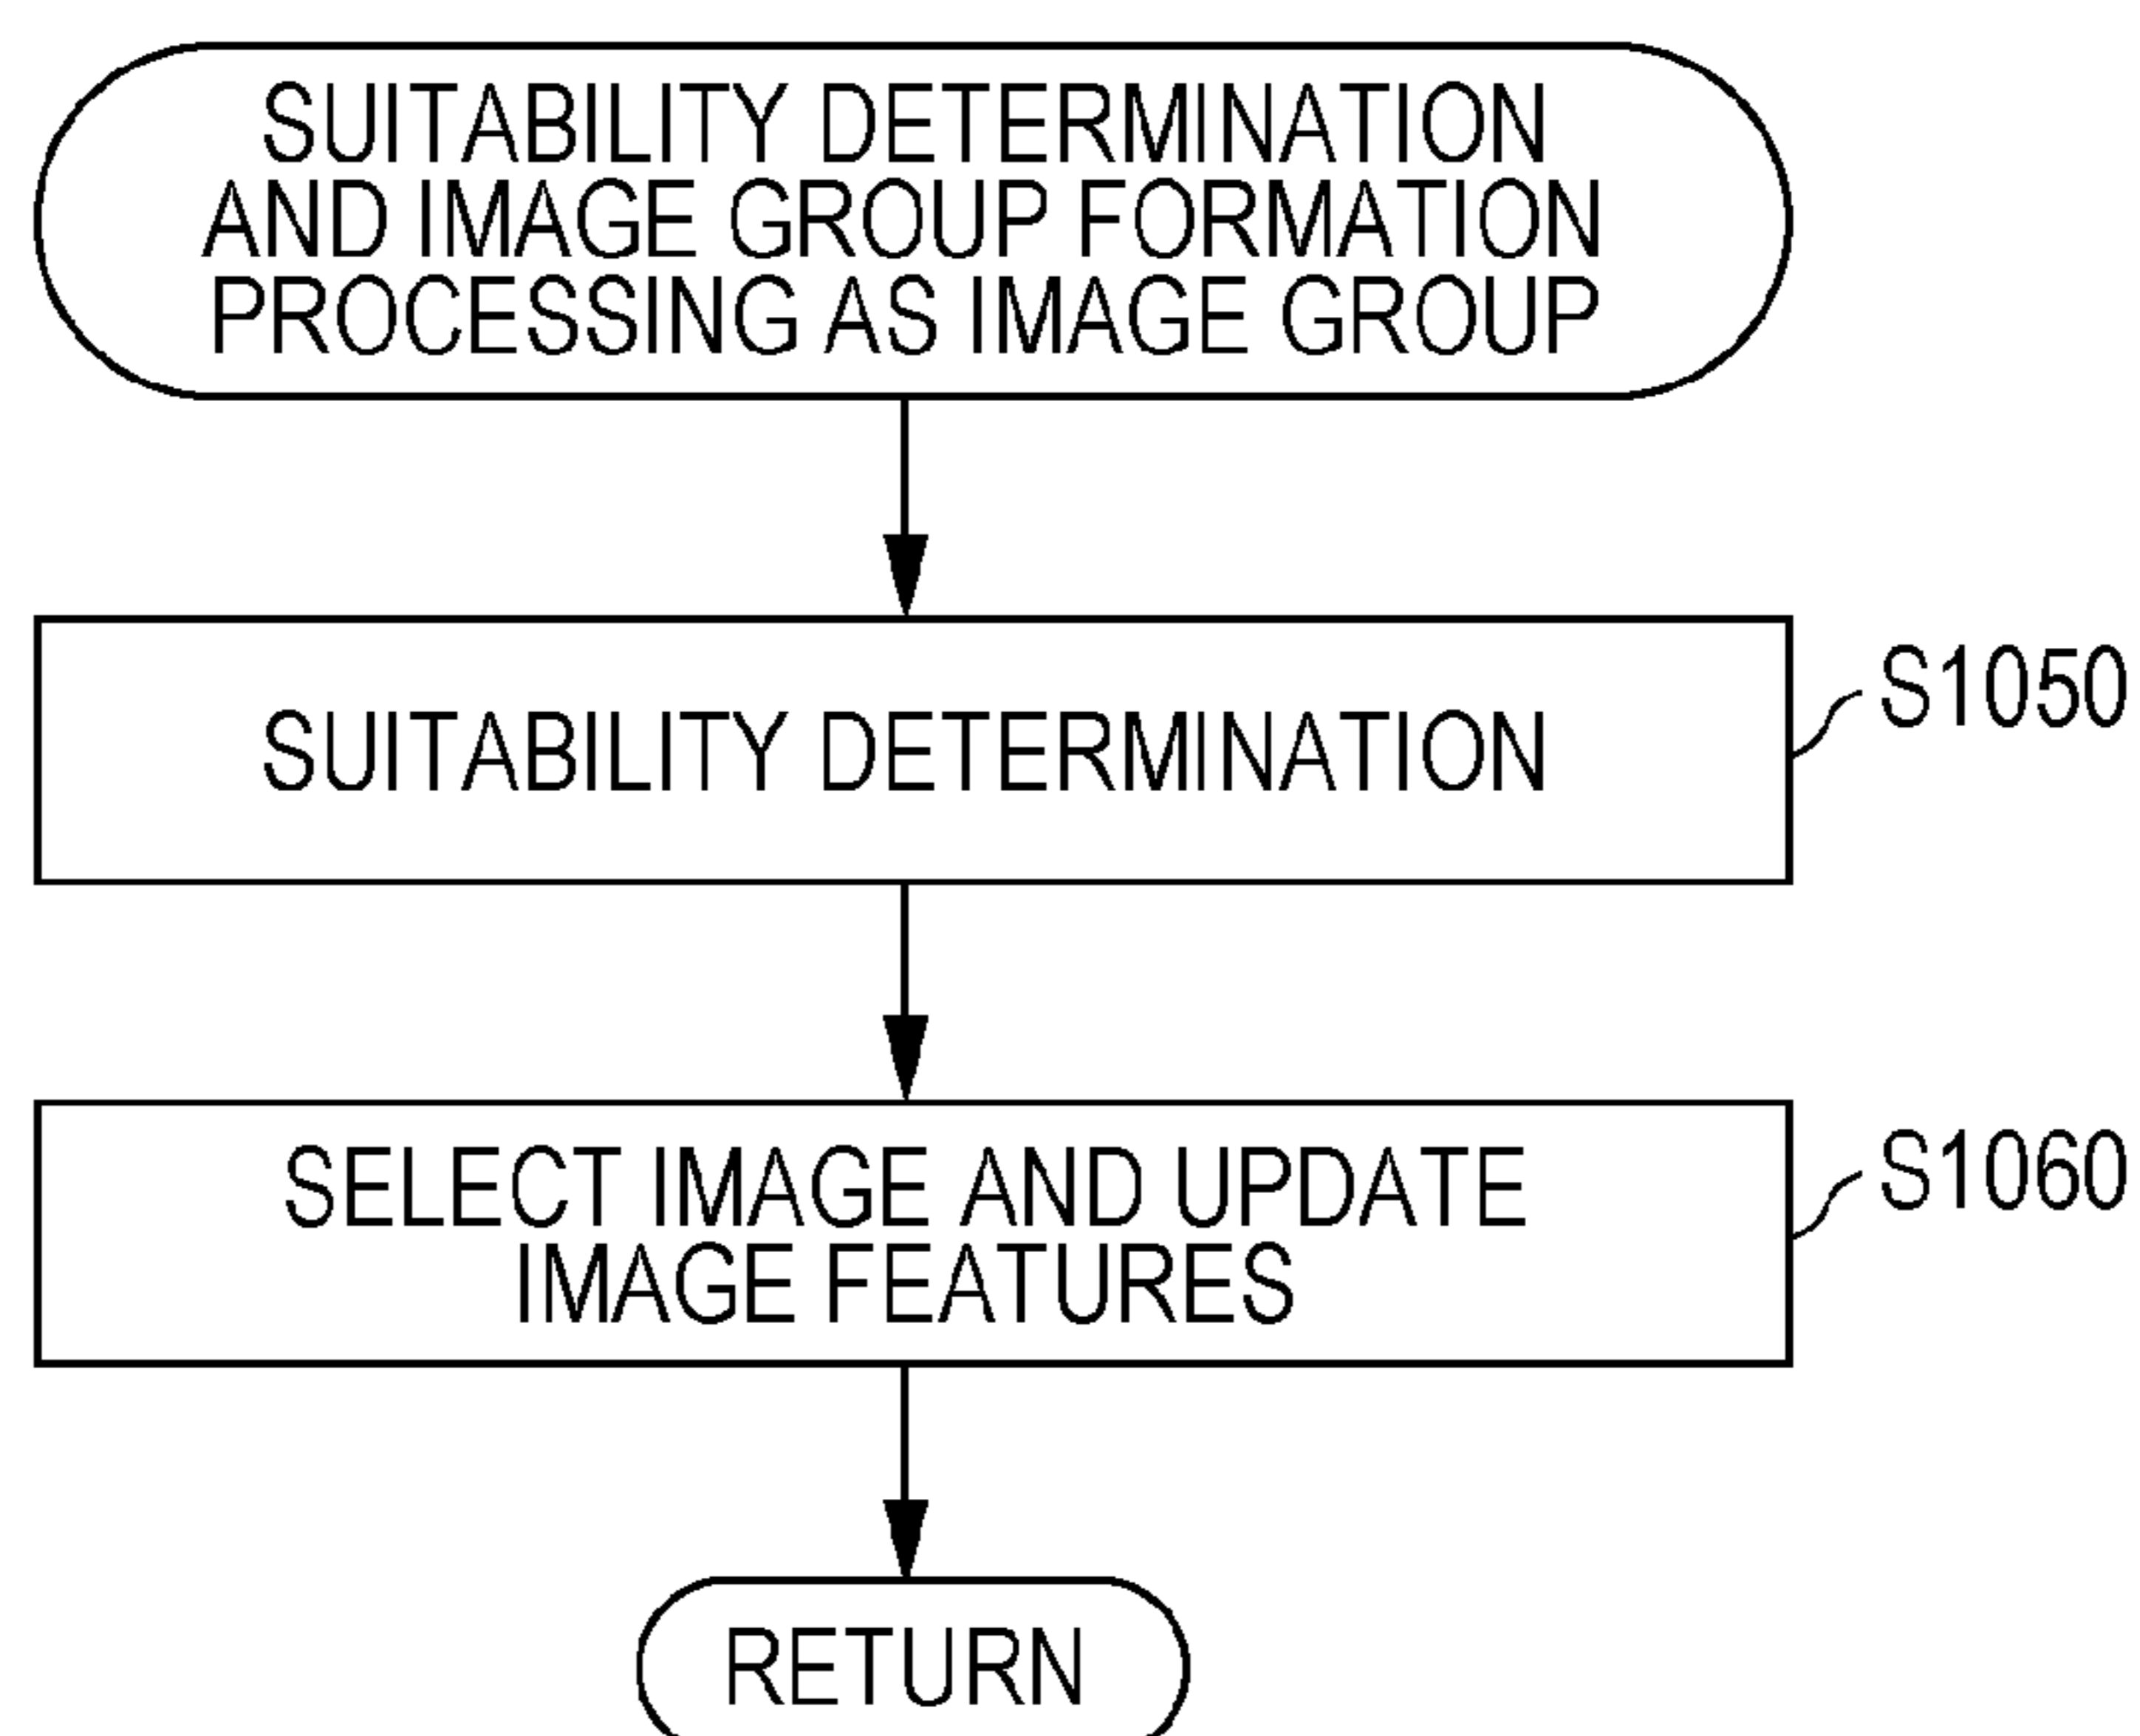 SUITABILITY DETERMINATION
AND IMAGE GROUP FORMATION
PROCESSING AS IMAGE GROUP
SUITABILITY DETERMINATION
S1050
SELECT IMAGE AND UPDATE
IMAGE FEATURES
S1060
RETURN